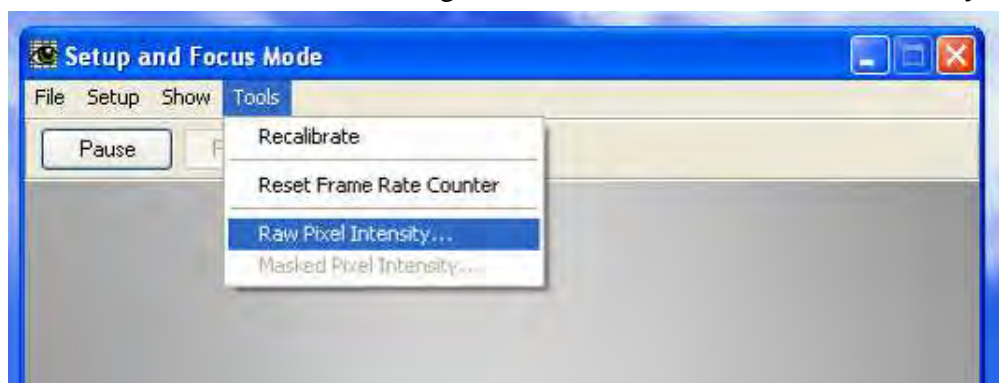 Setup and Focus Mode
File Setup Show Tools
Pause
Recalibrate
Reset Frame Rate Counter
Raw Pixel Intensity...
Masked Pixel Intensity...